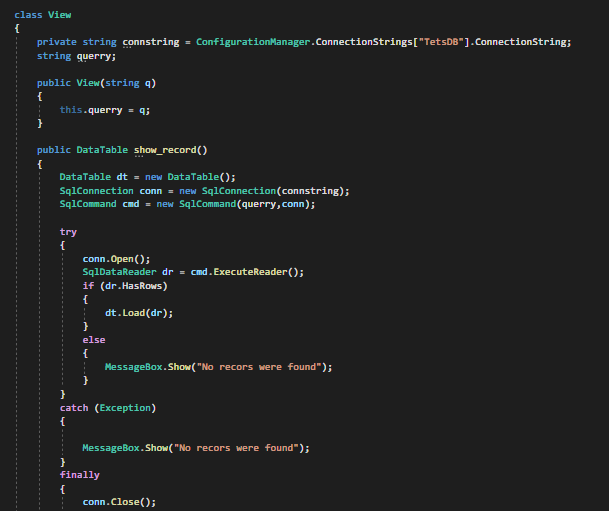 class View
{
private string connstring = ConfigurationManager.ConnectionStrings["TetsDB"].ConnectionString;
string querry;
public View(string q)
{
this.querry = q;
}
public DataTable show_record()
{
DataTable dt = new DataTable();
SqlConnection conn = new SqlConnection(connstring);
SqlCommand cmd = new SqlCommand(querry,conn);
try
{
conn.Open();
SqlDataReader dr = cmd.ExecuteReader();
if (dr.HasRows)
{
dt.Load(dr);
}
else
{
MessageBox.Show("No recors were found");
}
}
catch (Exception)
{
MessageBox.Show("No recors were found");
}
finally
{
conn.Close();